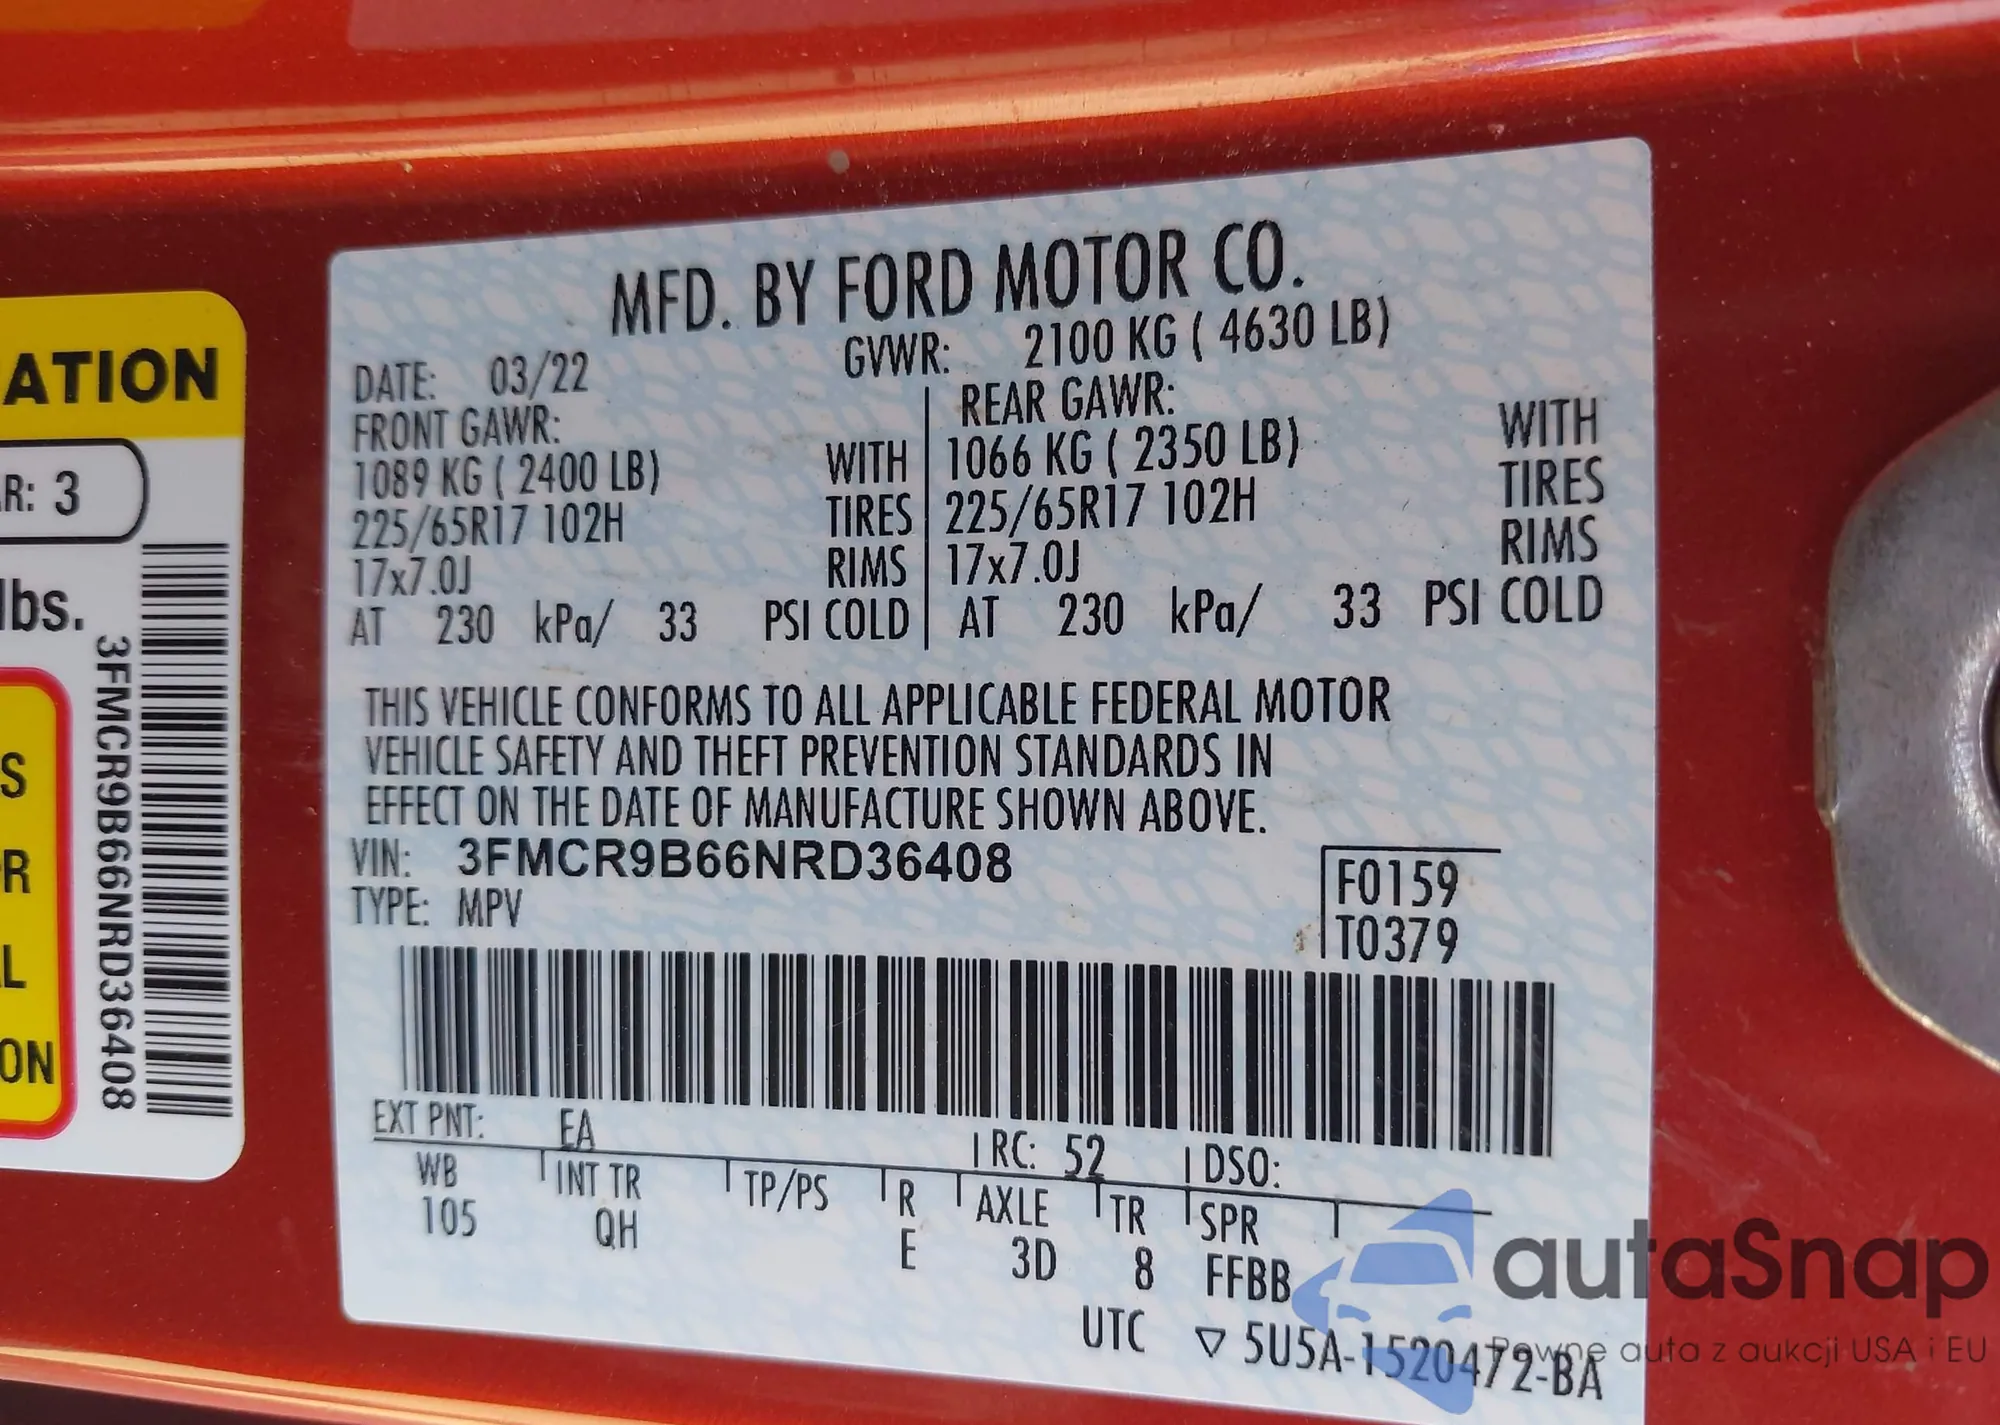 ATION
AR: 3
lbs.
S
R
L
ON
3FMCR9B66NRD36408
MFD. BY FORD MOTOR CO.
DATE: 03/22 GVWR: 2100 KG ( 4630 LB)
FRONT GAWR: REAR GAWR:
1089 KG ( 2400 LB) WITH 1066 KG ( 2350 LB) WITH
225/65R17 102H TIRES 225/65R17 102H TIRES
17x7.0J RIMS 17x7.0J RIMS
AT 230 kPa/ 33 PSI COLD AT 230 kPa/ 33 PSI COLD
THIS VEHICLE CONFORMS TO ALL APPLICABLE FEDERAL MOTOR
VEHICLE SAFETY AND THEFT PREVENTION STANDARDS IN
EFFECT ON THE DATE OF MANUFACTURE SHOWN ABOVE.
VIN: 3FMCR9B66NRD36408
TYPE: MPV
F0159
T0379
EXT PNT: EA RC: 52 DSO:
WB INT TR TP/PS R AXLE TR SPR
105 QH E 3D 8 FFBB
UTC ▽ 5U5A-1520472-BA
autaSnap
Pewne auta z aukcji USA i EU